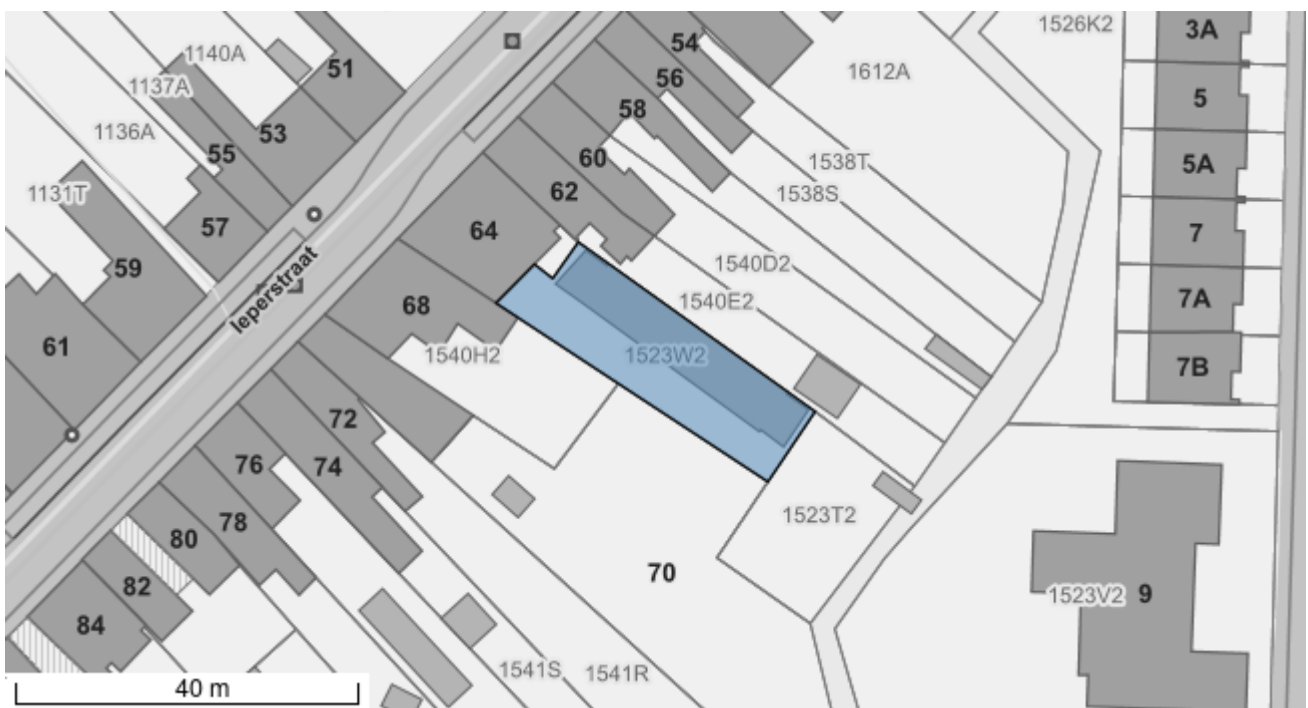 3A
1526K2
54
51
1140A
56
1612A
1137A
5
58
1136A
53
55
60
1538T
5A
1131T
62
1538S
57
64
7
59
1540D2
Ieperstraat
1540E2
7A
68
61
1540H2
1523W2
7B
72
76
74
78
1523T2
80
70
82
1523V2
9
84
1541S
1541R
40 m